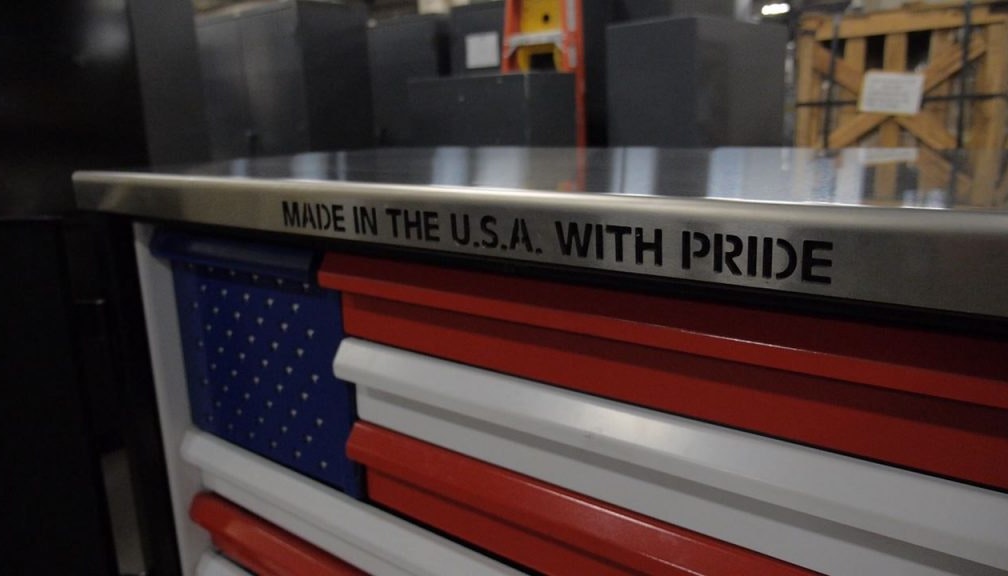 MADE IN THE U.S.A. WITH PRIDE